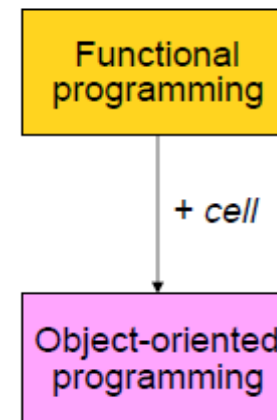 Functional
programming
+ cell
Object-oriented
programming